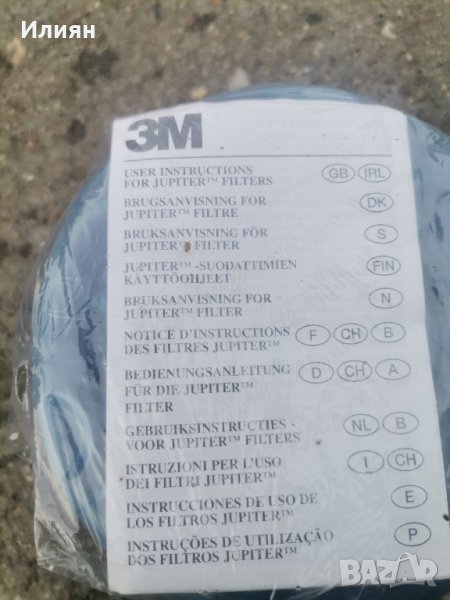 Илиян
3M
USER INSTRUCTIONS GB IRL
FOR JUPITER™ FILTERS
BRUGSANVISNING FOR DK
JUPITER™ FILTRE
BRUKSANVISNING FÖR S
JUPITER™ FILTER
JUPITER™ -SUODATTIMIEN FIN
KÄYTTÖOHJEET
BRUKSANVISNING FOR N
JUPITER™ FILTER
NOTICE D'INSTRUCTIONS F CH B
DES FILTRES JUPITER™
BEDIENUNGSANLEITUNG D CH A
FÜR DIE JUPITER™
FILTER
GEBRUIKSINSTRUCTIES - NL B
VOOR JUPITER™ FILTERS
ISTRUZIONI PER L'USO I CH
DEI FILTRI JUPITER™
INSTRUCCIONES DE USO DE E
LOS FILTROS JUPITER™
INSTRUÇÕES DE UTILIZAÇÃO P
DOS FILTROS JUPITER™
BAZAR